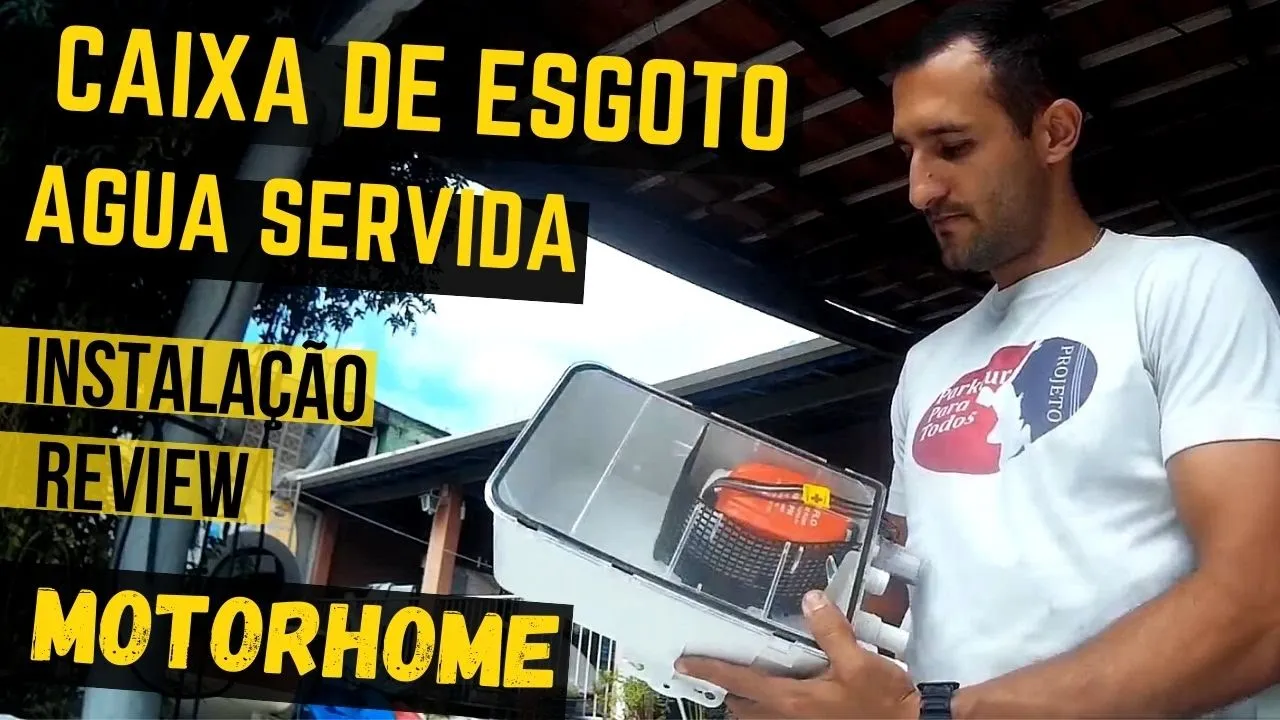 CAIXA DE ESGOTO
AGUA SERVIDA
INSTALAÇÃO
REVIEW
MOTORHOME
Parkour
Para
Todos
PROJETO